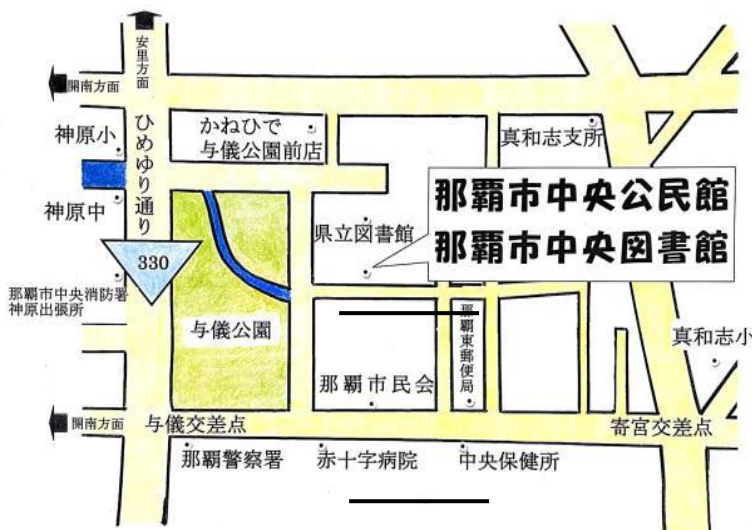 安里方面
開南方面
ひめゆり通り
神原小
かねひで
与儀公園前店
真和志支所
神原中
那覇市中央公民館
那覇市中央図書館
県立図書館
330
那覇市中央消防署
神原出張所
与儀公園
那覇東郵便局
真和志小
那覇市民会
開南方面
与儀交差点
寄宮交差点
那覇警察署
赤十字病院
中央保健所